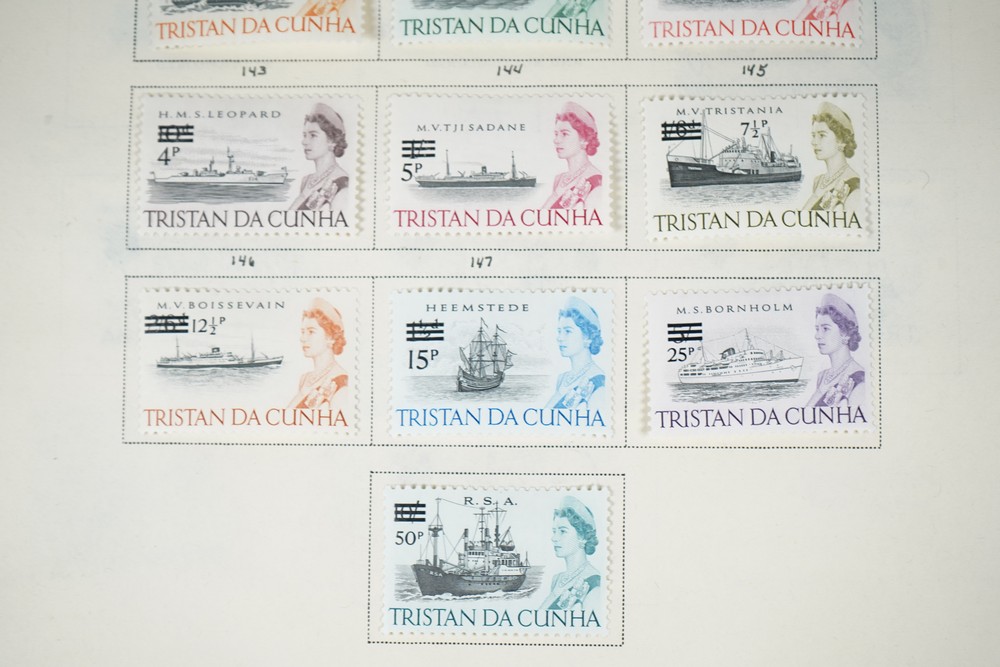 TRISTAN DA CUNHA
TRISTAN DA CUNHA
TRISTAN DA CUNHA
143
144
145
H.M.S. LEOPARD
4P
TRISTAN DA CUNHA
M.V. TJISADANE
5P
TRISTAN DA CUNHA
M.V. TRISTANIA
7½P
TRISTAN DA CUNHA
146
147
M.V. BOISSEVAIN
12½P
TRISTAN DA CUNHA
HEEMSTEDE
15P
TRISTAN DA CUNHA
M.S. BORNHOLM
25P
TRISTAN DA CUNHA
R.S.A.
50P
TRISTAN DA CUNHA